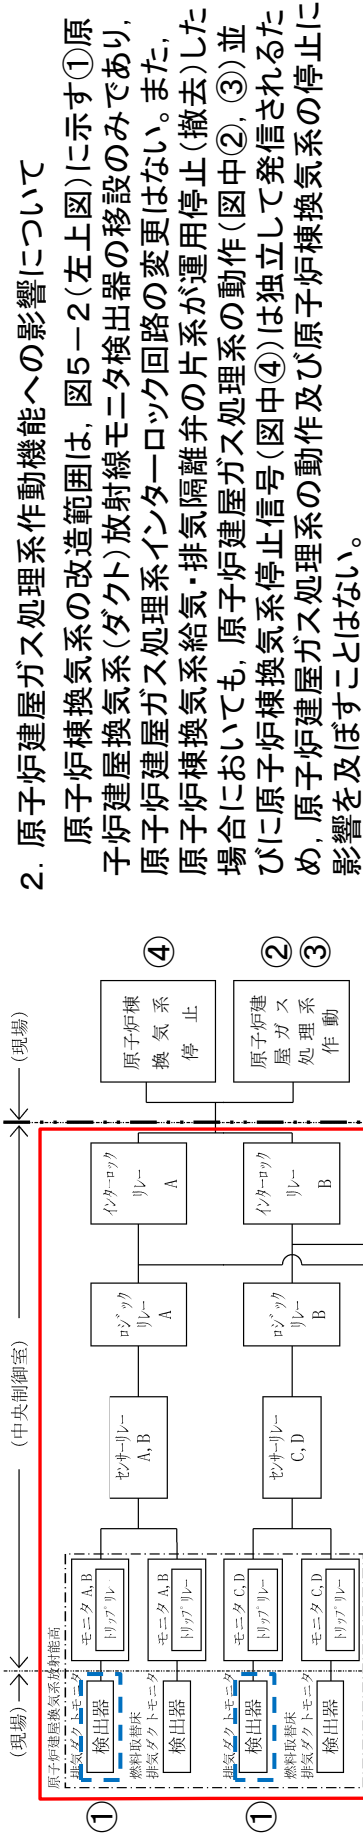 2. 原子炉建屋ガス処理系作動機能への影響について
原子炉棟換気系の改造範囲は, 図5-2(左上図)に示す①原
子炉建屋換気系(ダクト)放射線モニタ検出器の移設のみであり,
原子炉建屋ガス処理系インターロック回路の変更はない。また,
原子炉棟換気系給気・排気隔離弁の片系が運用停止(撤去)した
場合においても, 原子炉建屋ガス処理系の動作(図中②, ③)並
びに原子炉棟換気系停止信号(図中④)は独立して発信されるた
め, 原子炉建屋ガス処理系の動作及び原子炉棟換気系の停止に
影響を及ぼすことはない。
(現場)
(中央制御室)
(現場)
原子炉建屋換気系放射能高
①
排気ダクトモニタ
検出器
モニタ A,B
トリップリレー
燃料取替床
排気ダクトモニタ
検出器
モニタ A,B
トリップリレー
センサーリレー
A,B
ロジック
リレー
A
インターロック
リレー
A
原子炉棟
換気系
停止
④
①
排気ダクトモニタ
検出器
モニタ C,D
トリップリレー
燃料取替床
排気ダクトモニタ
検出器
モニタ C,D
トリップリレー
センサーリレー
C,D
ロジック
リレー
B
インターロック
リレー
B
原子炉建
屋ガス
処理系
作動
②
③